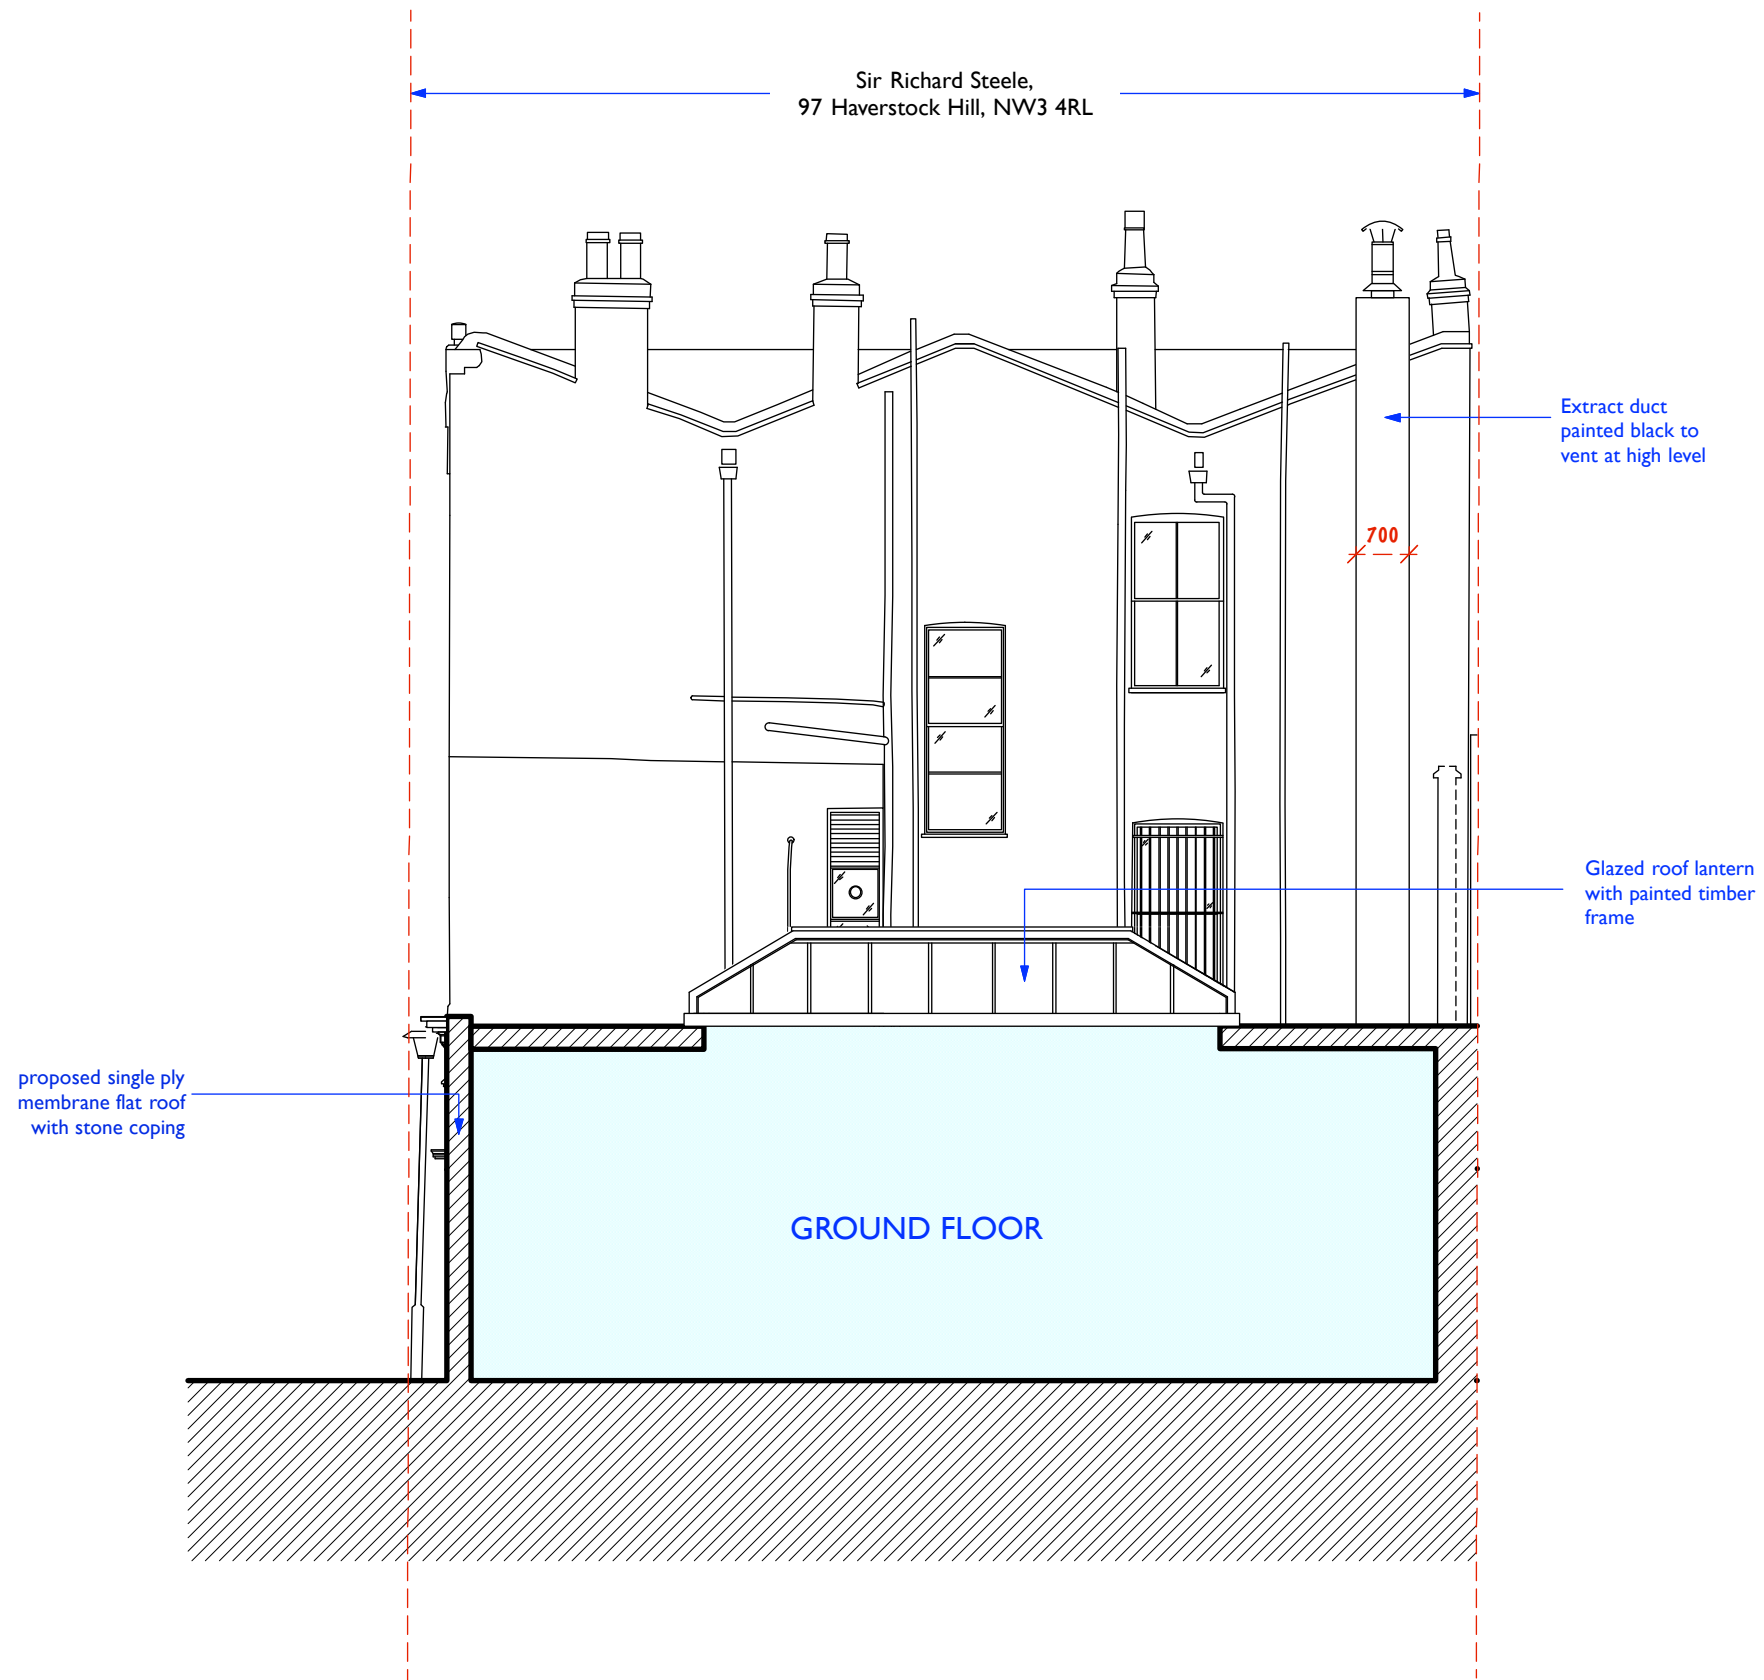 Sir Richard Steele,
97 Haverstock Hill, NW3 4RL
Extract duct
painted black to
vent at high level
700
Glazed roof lantern
with painted timber
frame
proposed single ply
membrane flat roof
with stone coping
GROUND FLOOR